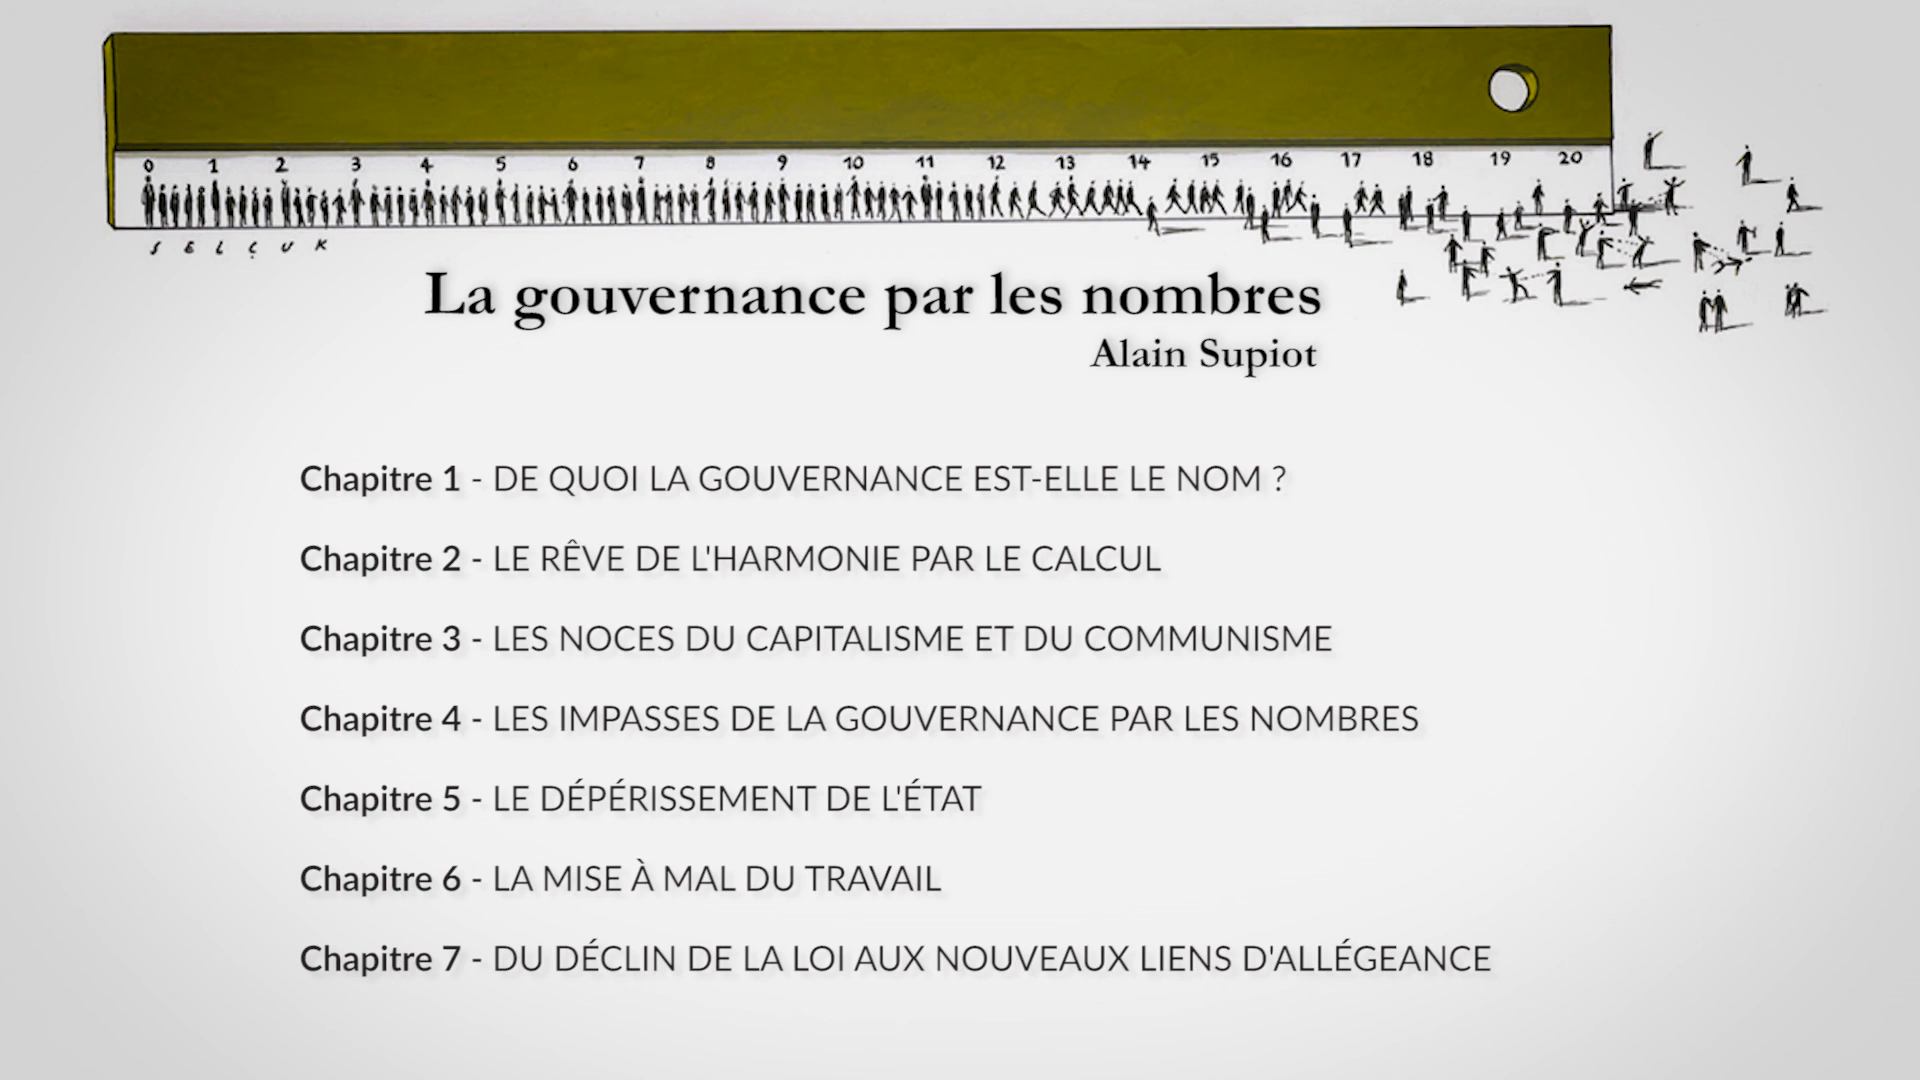 0 1 2 3 4 5 6 7 8 9 10 11 12 13 14 15 16 17 18 19 20
SELÇUK
La gouvernance par les nombres
Alain Supiot
Chapitre 1 - DE QUOI LA GOUVERNANCE EST-ELLE LE NOM ?
Chapitre 2 - LE RÊVE DE L'HARMONIE PAR LE CALCUL
Chapitre 3 - LES NOCES DU CAPITALISME ET DU COMMUNISME
Chapitre 4 - LES IMPASSES DE LA GOUVERNANCE PAR LES NOMBRES
Chapitre 5 - LE DÉPÉRISSEMENT DE L'ÉTAT
Chapitre 6 - LA MISE À MAL DU TRAVAIL
Chapitre 7 - DU DÉCLIN DE LA LOI AUX NOUVEAUX LIENS D'ALLÉGEANCE